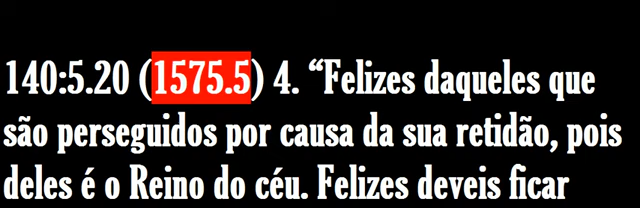 140:5.20 (1575.5) 4. “Felizes daqueles que
são perseguidos por causa da sua retidão, pois
deles é o Reino do céu. Felizes deveis ficar